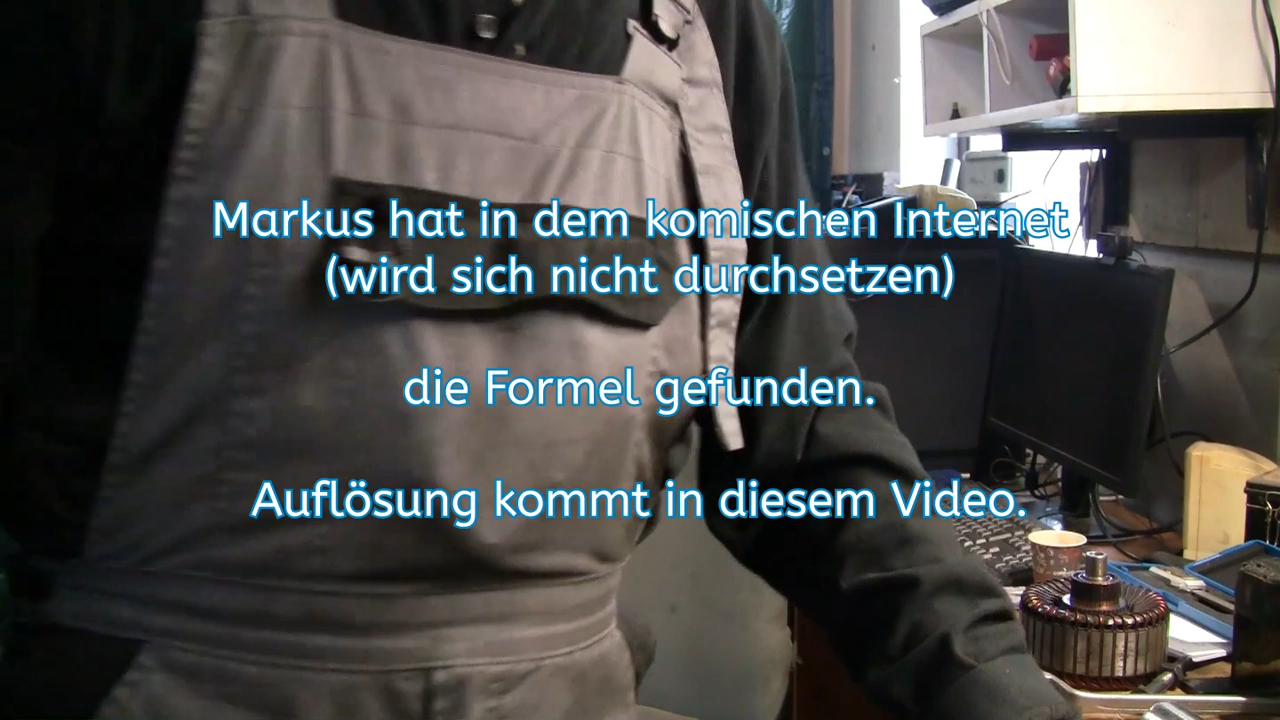 Markus hat in dem komischen Internet
(wird sich nicht durchsetzen)
die Formel gefunden.
Auflösung kommt in diesem Video.